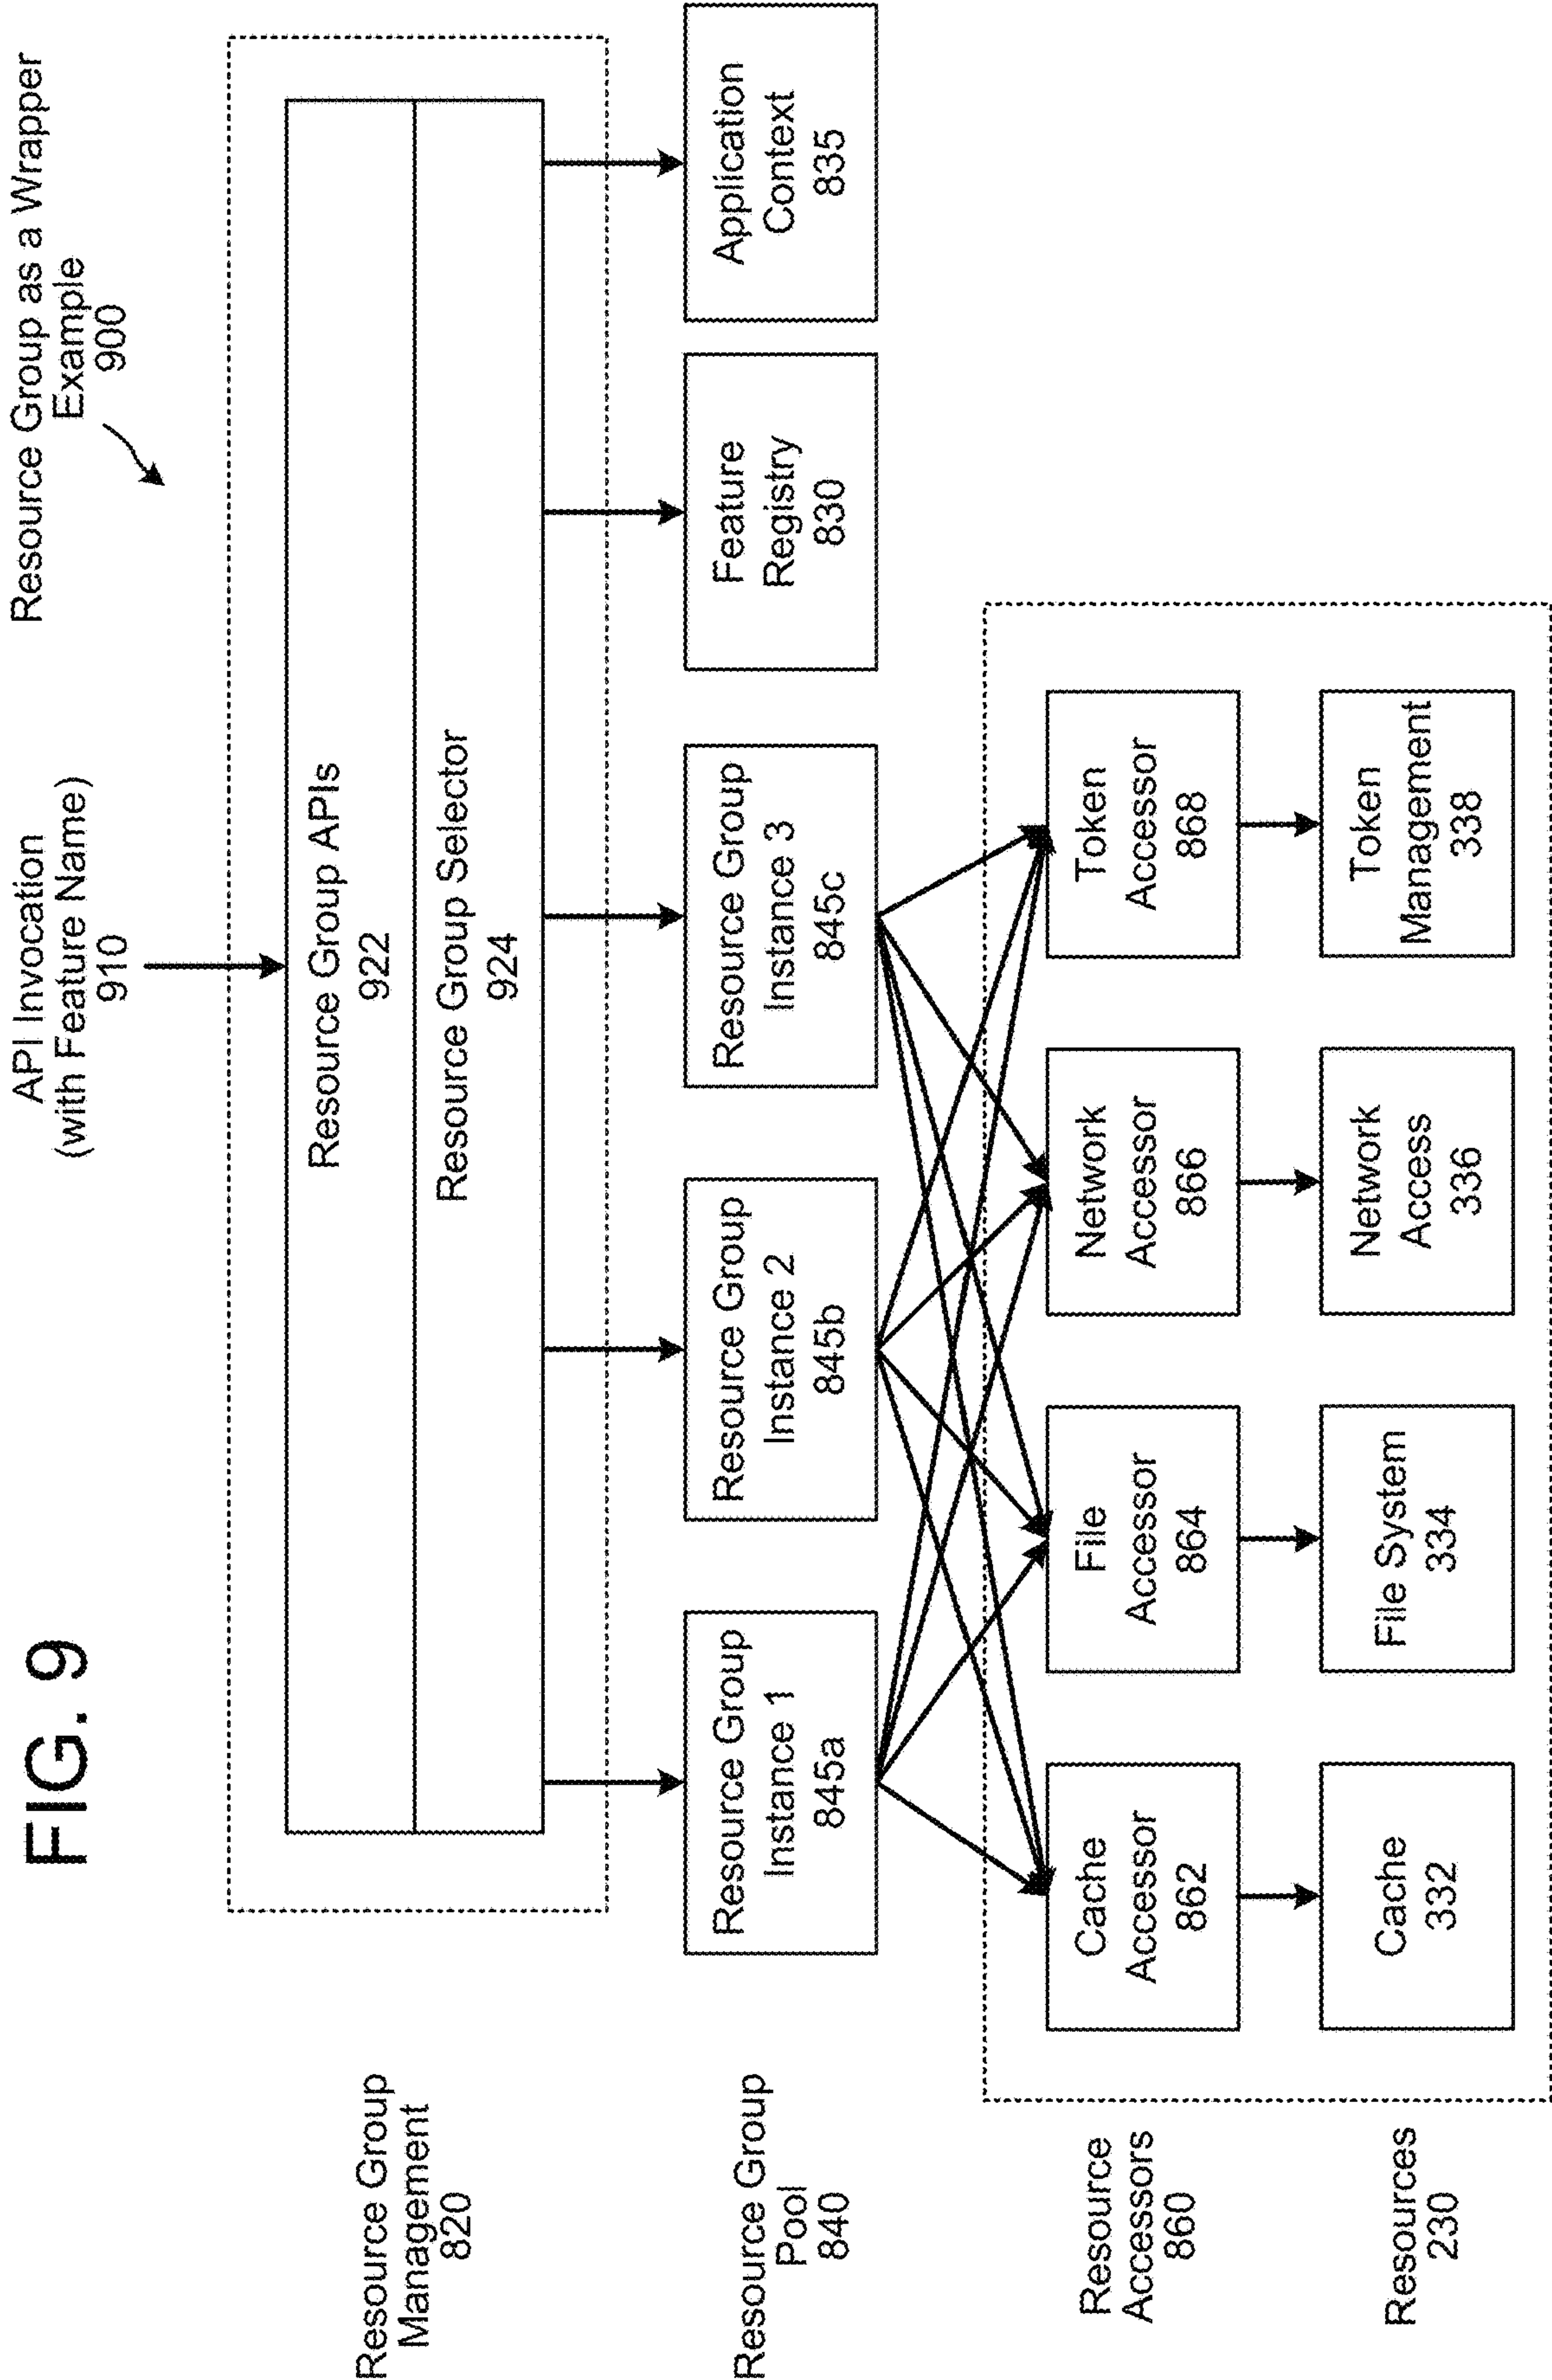 FIG. 9
Resource Group as a Wrapper
Example
900
API Invocation
(with Feature Name)
910
Resource Group
Management
820
Resource Group APIs
922
Resource Group Selector
924
Resource Group
Pool
840
Resource Group
Instance 1
845a
Resource Group
Instance 2
845b
Resource Group
Instance 3
845c
Feature
Registry
830
Application
Context
835
Resource
Accessors
860
Cache
Accessor
862
File
Accessor
864
Network
Accessor
866
Token
Accessor
868
Resources
230
Cache
332
File System
334
Network
Access
336
Token
Management
338